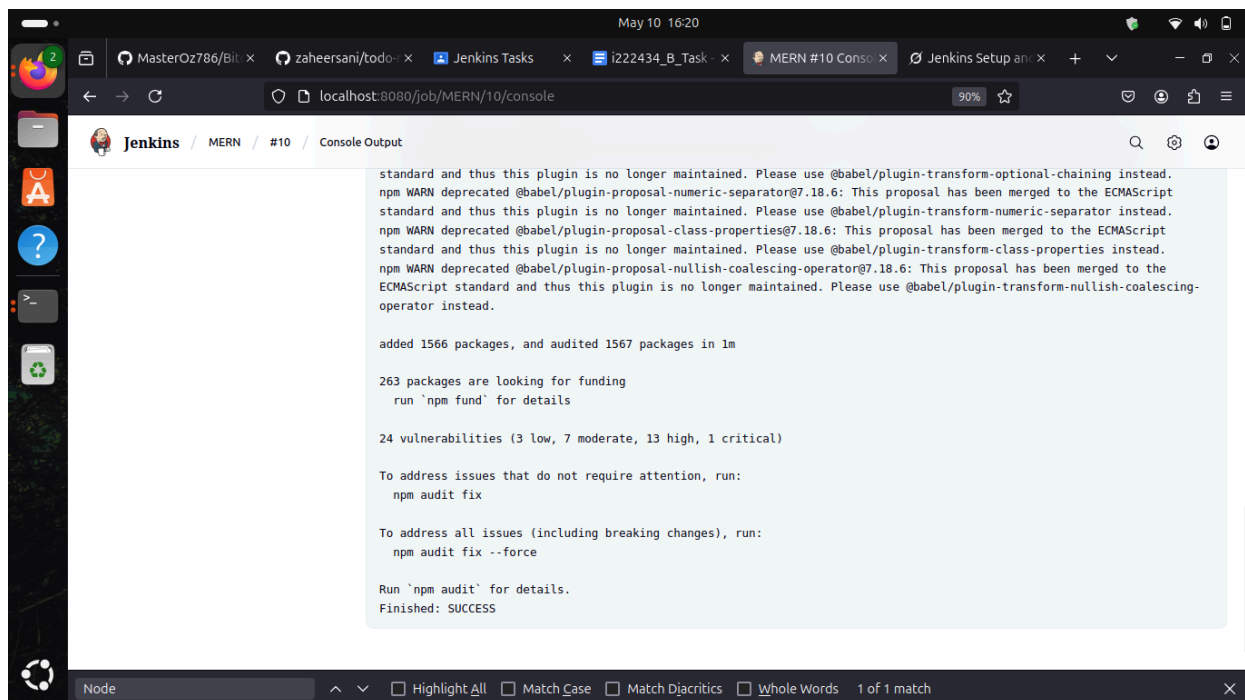 May 10 16:20
2
MasterOz786/Bit
zaheersani/todo-r
Jenkins Tasks
i222434_B_Task -
MERN #10 Conso
Jenkins Setup and
localhost:8080/job/MERN/10/console
90%
Jenkins / MERN / #10 / Console Output
standard and thus this plugin is no longer maintained. Please use @babel/plugin-transform-optional-chaining instead.
npm WARN deprecated @babel/plugin-proposal-numeric-separator@7.18.6: This proposal has been merged to the ECMAScript
standard and thus this plugin is no longer maintained. Please use @babel/plugin-transform-numeric-separator instead.
npm WARN deprecated @babel/plugin-proposal-class-properties@7.18.6: This proposal has been merged to the ECMAScript
standard and thus this plugin is no longer maintained. Please use @babel/plugin-transform-class-properties instead.
npm WARN deprecated @babel/plugin-proposal-nullish-coalescing-operator@7.18.6: This proposal has been merged to the
ECMAScript standard and thus this plugin is no longer maintained. Please use @babel/plugin-transform-nullish-coalescing-
operator instead.
added 1566 packages, and audited 1567 packages in 1m
263 packages are looking for funding
run `npm fund` for details
24 vulnerabilities (3 low, 7 moderate, 13 high, 1 critical)
To address issues that do not require attention, run:
npm audit fix
To address all issues (including breaking changes), run:
npm audit fix --force
Run `npm audit` for details.
Finished: SUCCESS
Node
Highlight All
Match Case
Match Diacritics
Whole Words
1 of 1 match